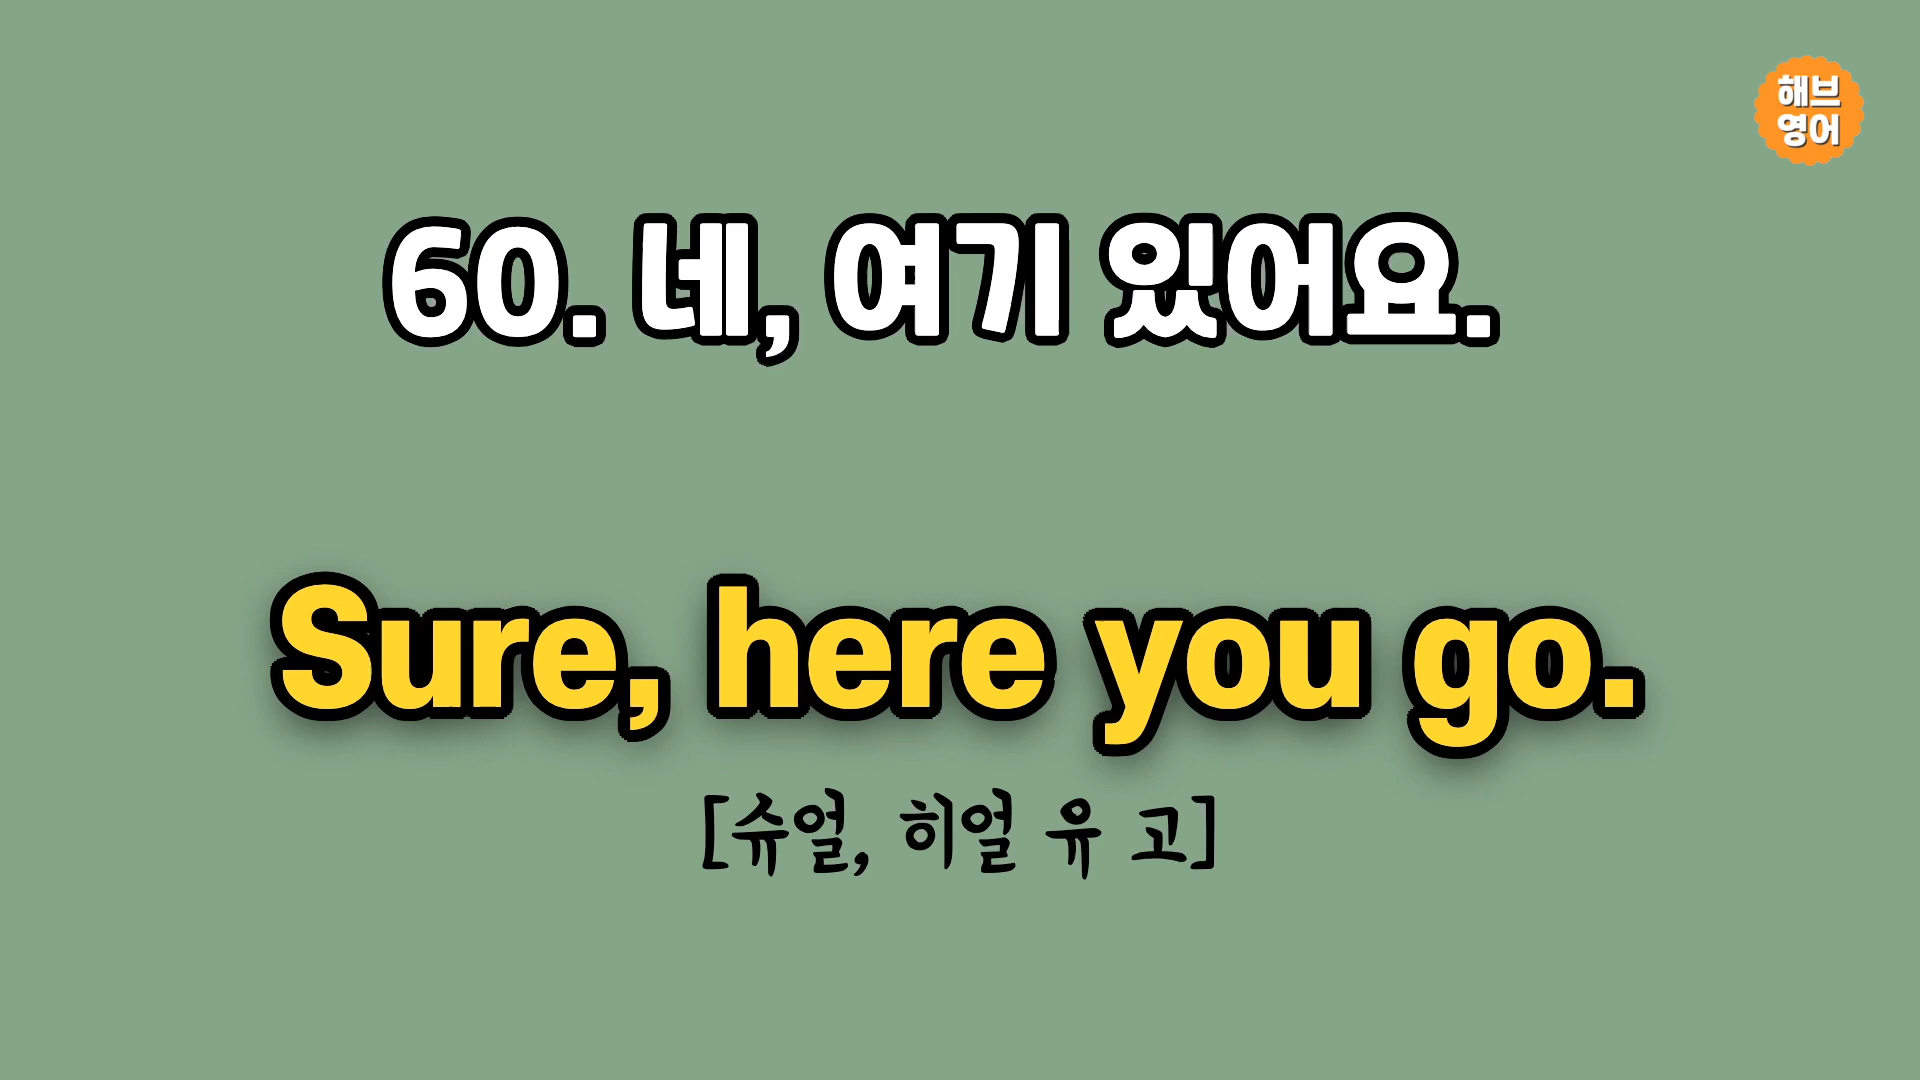 해브
영어
60. 네, 여기 있어요.
Sure, here you go.
[슈얼, 히얼 유 고]